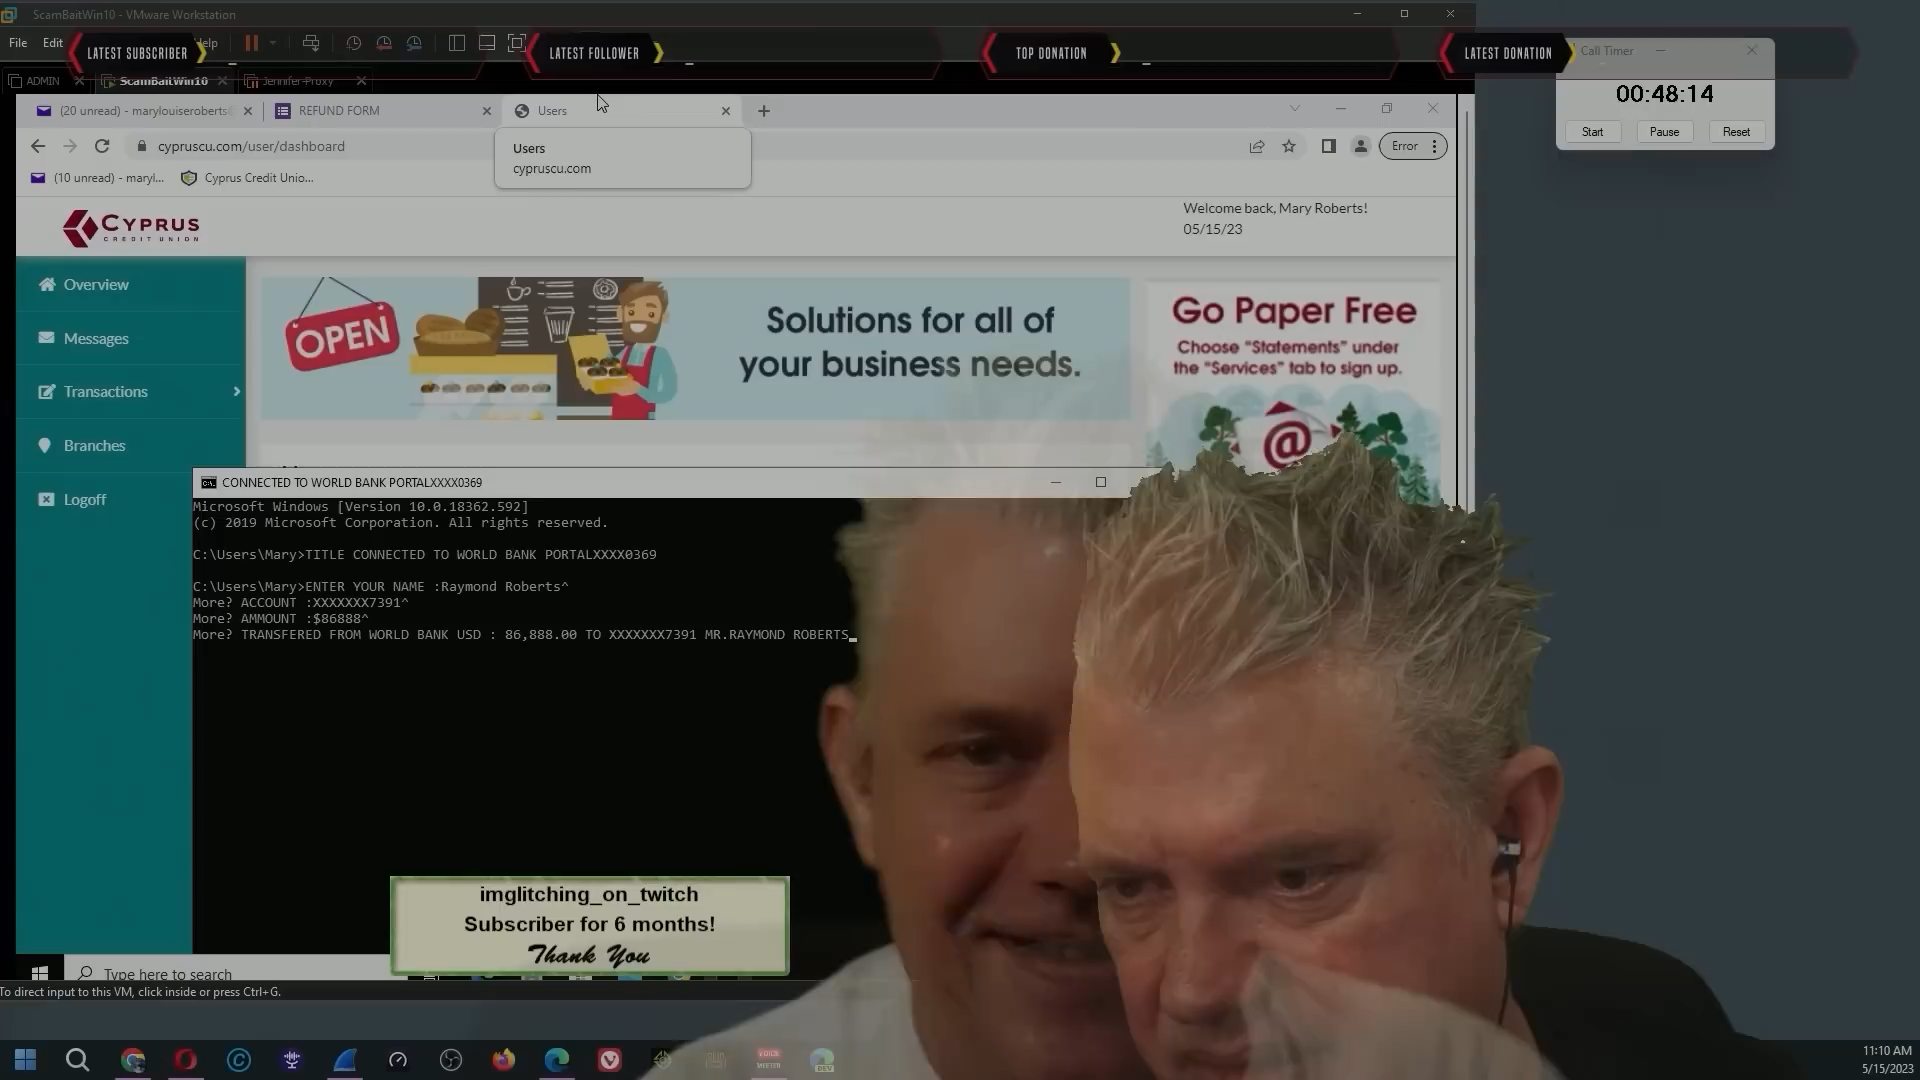 ScamBaitWin10 - VMware Workstation
File Edit Help
LATEST SUBSCRIBER
LATEST FOLLOWER
TOP DONATION
LATEST DONATION
Call Timer
00:48:14
Start Pause Reset
ADMIN ScamBaitWin10 Jennifer-Proxy
(20 unread) - marylouiseroberts
REFUND FORM
Users
cypruscu.com/user/dashboard
Error
Users
cypruscu.com
(10 unread) - maryl...
Cyprus Credit Unio...
CYPRUS
CREDIT UNION
Welcome back, Mary Roberts!
05/15/23
Overview
Messages
Transactions
Branches
Logoff
OPEN
Solutions for all of
your business needs.
Go Paper Free
Choose "Statements" under
the "Services" tab to sign up.
@
CONNECTED TO WORLD BANK PORTALXXXX0369
Microsoft Windows [Version 10.0.18362.592]
(c) 2019 Microsoft Corporation. All rights reserved.
C:\Users\Mary>TITLE CONNECTED TO WORLD BANK PORTALXXXX0369
C:\Users\Mary>ENTER YOUR NAME :Raymond Roberts^
More? ACCOUNT :XXXXXXX7391^
More? AMMOUNT :$86888^
More? TRANSFERED FROM WORLD BANK USD : 86,888.00 TO XXXXXXX7391 MR.RAYMOND ROBERTS_
imglitching_on_twitch
Subscriber for 6 months!
Thank You
Type here to search
To direct input to this VM, click inside or press Ctrl+G.
VOICE
MEETER
DEV
11:10 AM
5/15/2023